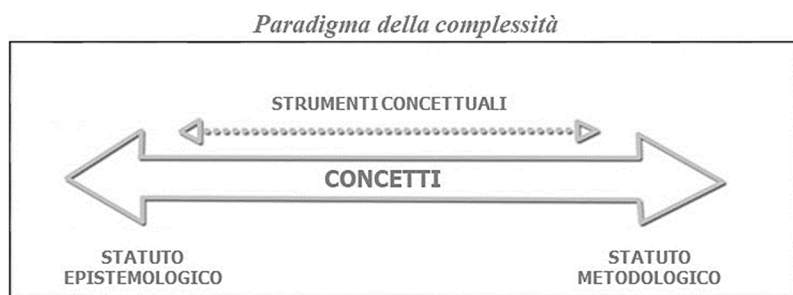 Paradigma della complessità
STRUMENTI CONCETTUALI
CONCETTI
STATUTO
EPISTEMOLOGICO
STATUTO
METODOLOGICO